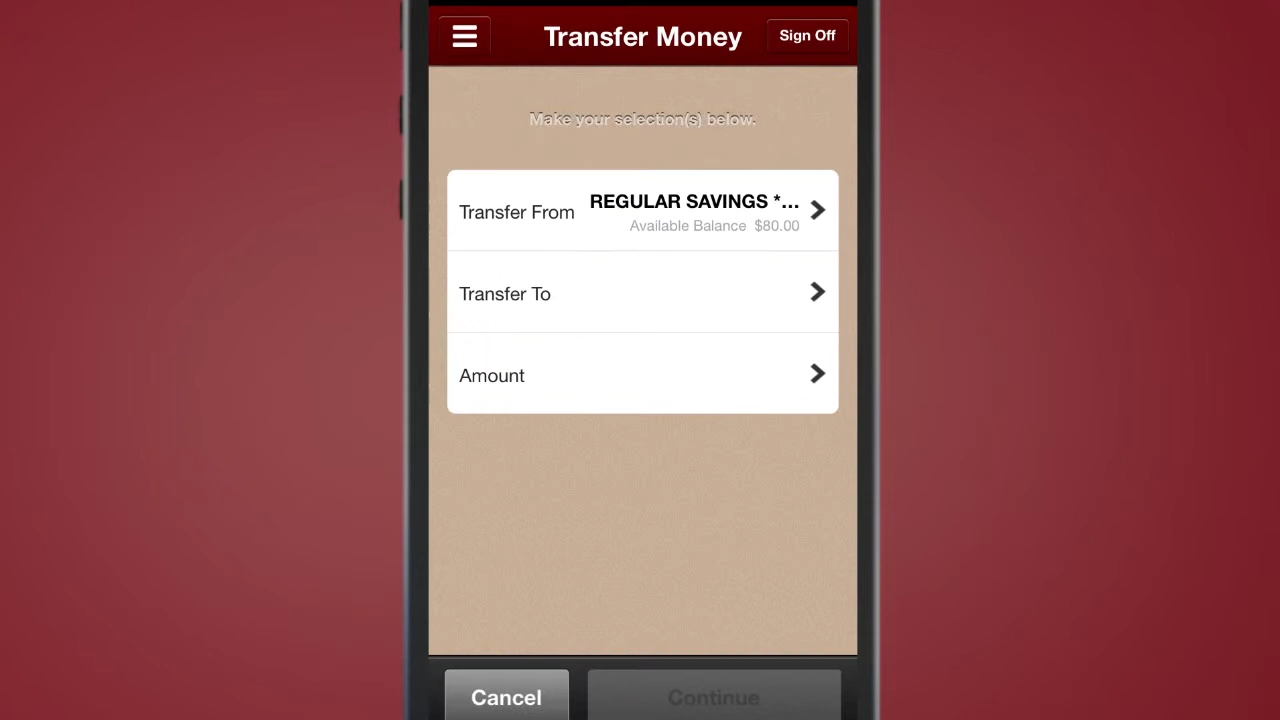 Transfer Money
Sign Off
Make your selection(s) below.
Transfer From
REGULAR SAVINGS *...
Available Balance $80.00
Transfer To
Amount
Cancel
Continue